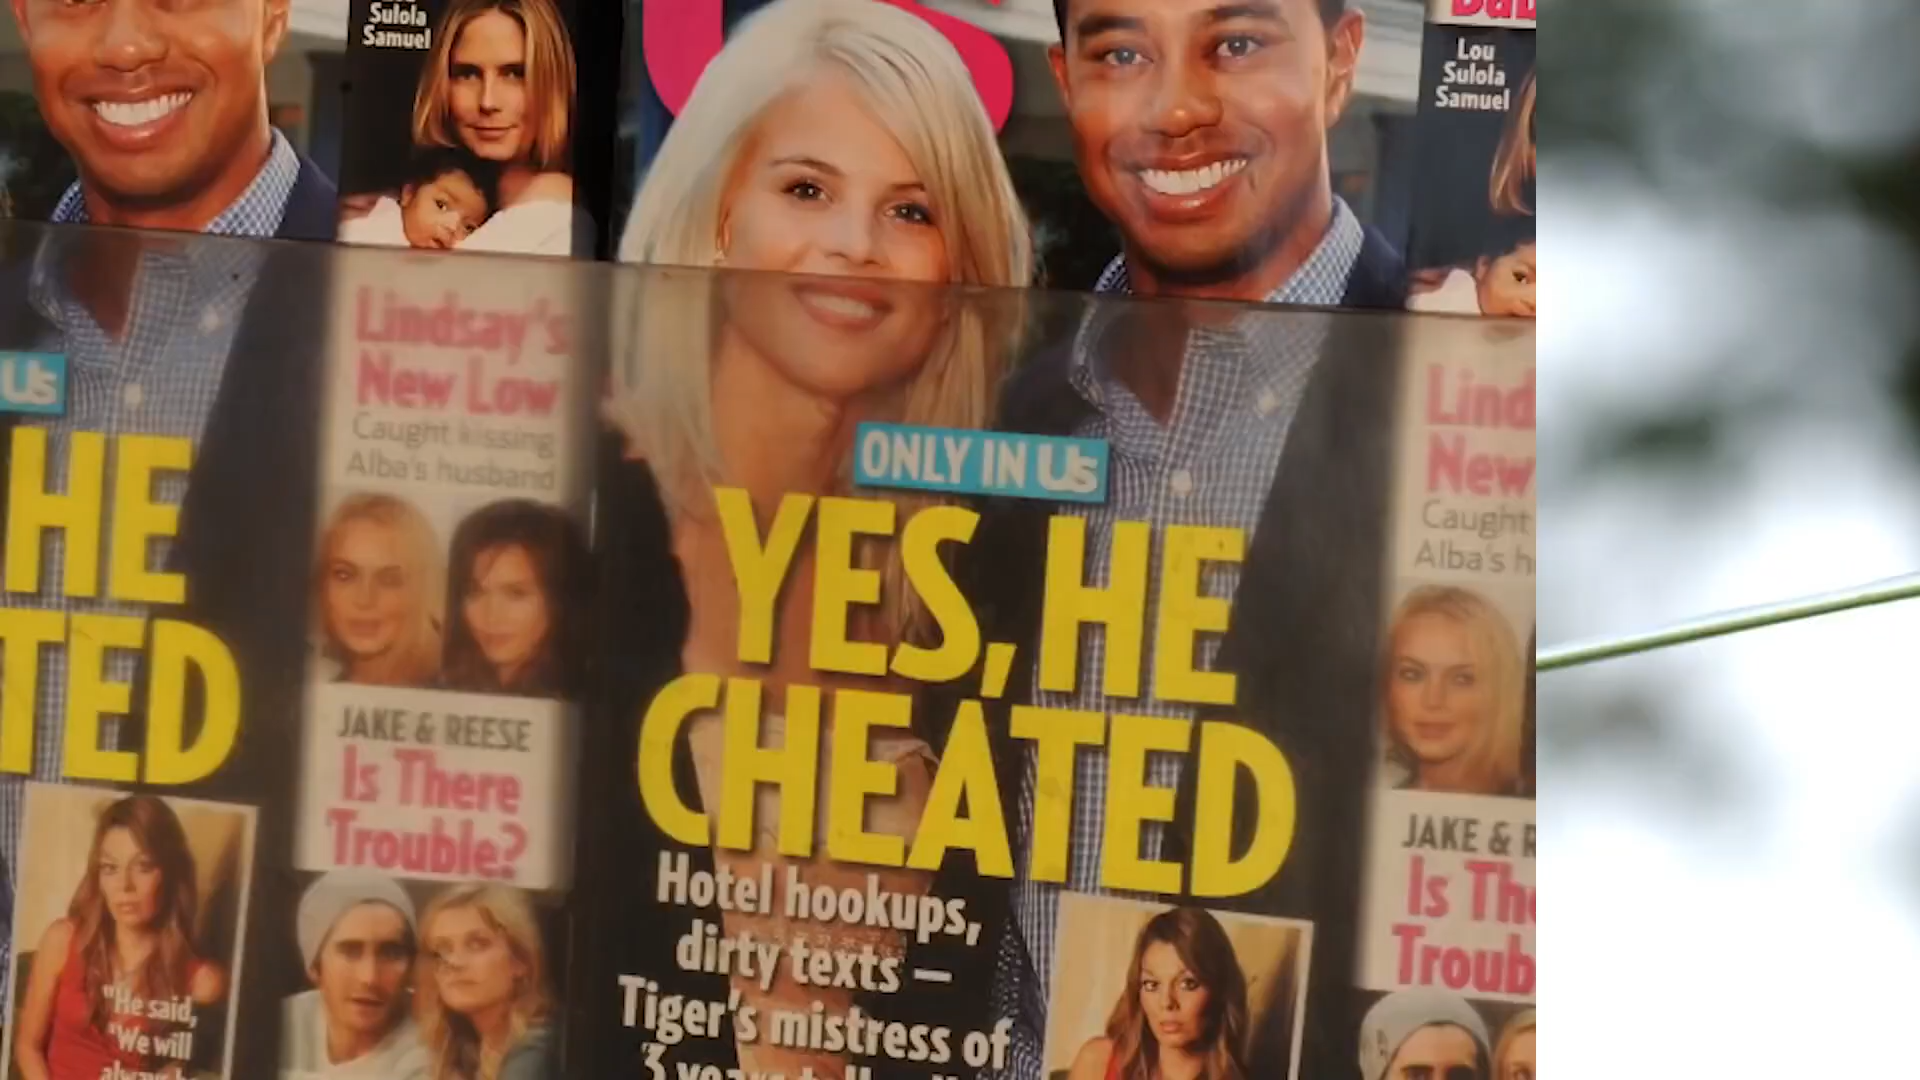 Sulola
Samuel
Lindsay's
New Low
Caught kissing
Alba's husband
JAKE & REESE
Is There
Trouble?
Us
HE
TED
"He said,
'We will
ONLY IN Us
YES, HE
CHEATED
Hotel hookups,
dirty texts —
Tiger's mistress of
3
Lou
Sulola
Samuel
Lind
New
Caught
Alba's h
JAKE & R
Is The
Troub